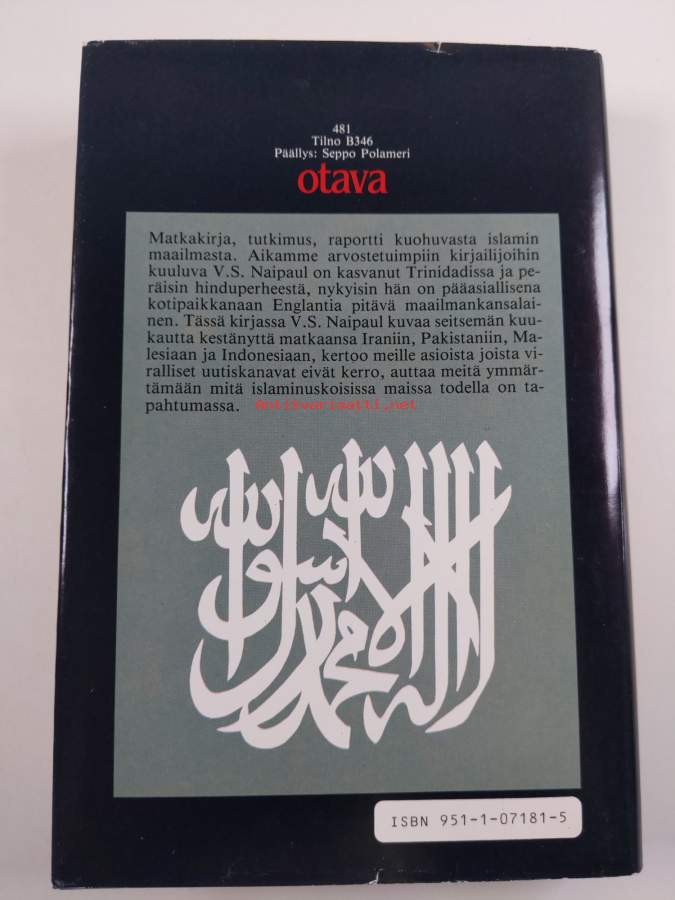 481
Tilno B346
Päällys: Seppo Polameri
otava
Matkakirja, tutkimus, raportti kuohuvasta islamin
maailmasta. Aikamme arvostetuimpiin kirjailijoihin
kuuluva V.S. Naipaul on kasvanut Trinidadissa ja pe-
räisin hinduperheestä, nykyisin hän on pääasiallisena
kotipaikkanaan Englantia pitävä maailmankansalai-
nen. Tässä kirjassa V.S. Naipaul kuvaa seitsemän kuu-
kautta kestänyttä matkaansa Iraniin, Pakistaniin, Ma-
lesiaan ja Indonesiaan, kertoo meille asioista joista vi-
ralliset uutiskanavat eivät kerro, auttaa meitä ymmär-
tämään mitä islaminuskoisissa maissa todella on ta-
pahtumassa.
Antikvariaatti.net
لا إله إلا الله محمد رسول الله
ISBN 951-1-07181-5